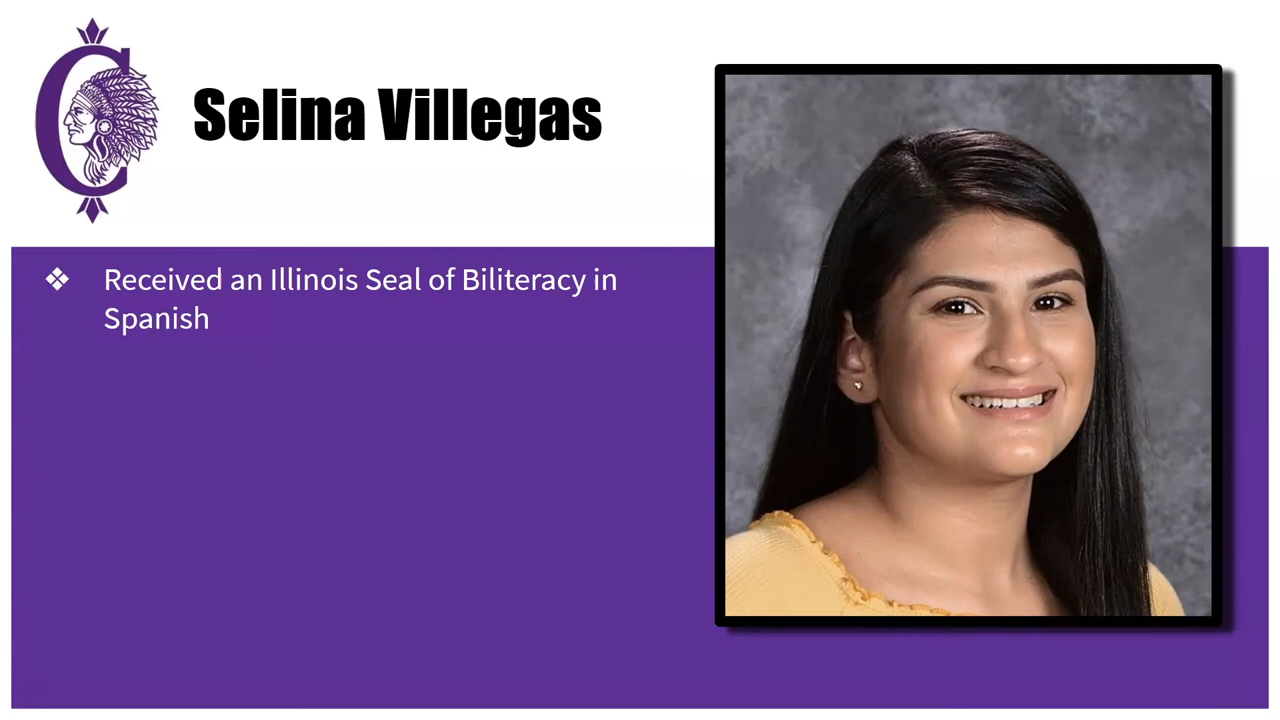 Selina Villegas
❖ Received an Illinois Seal of Biliteracy in
Spanish